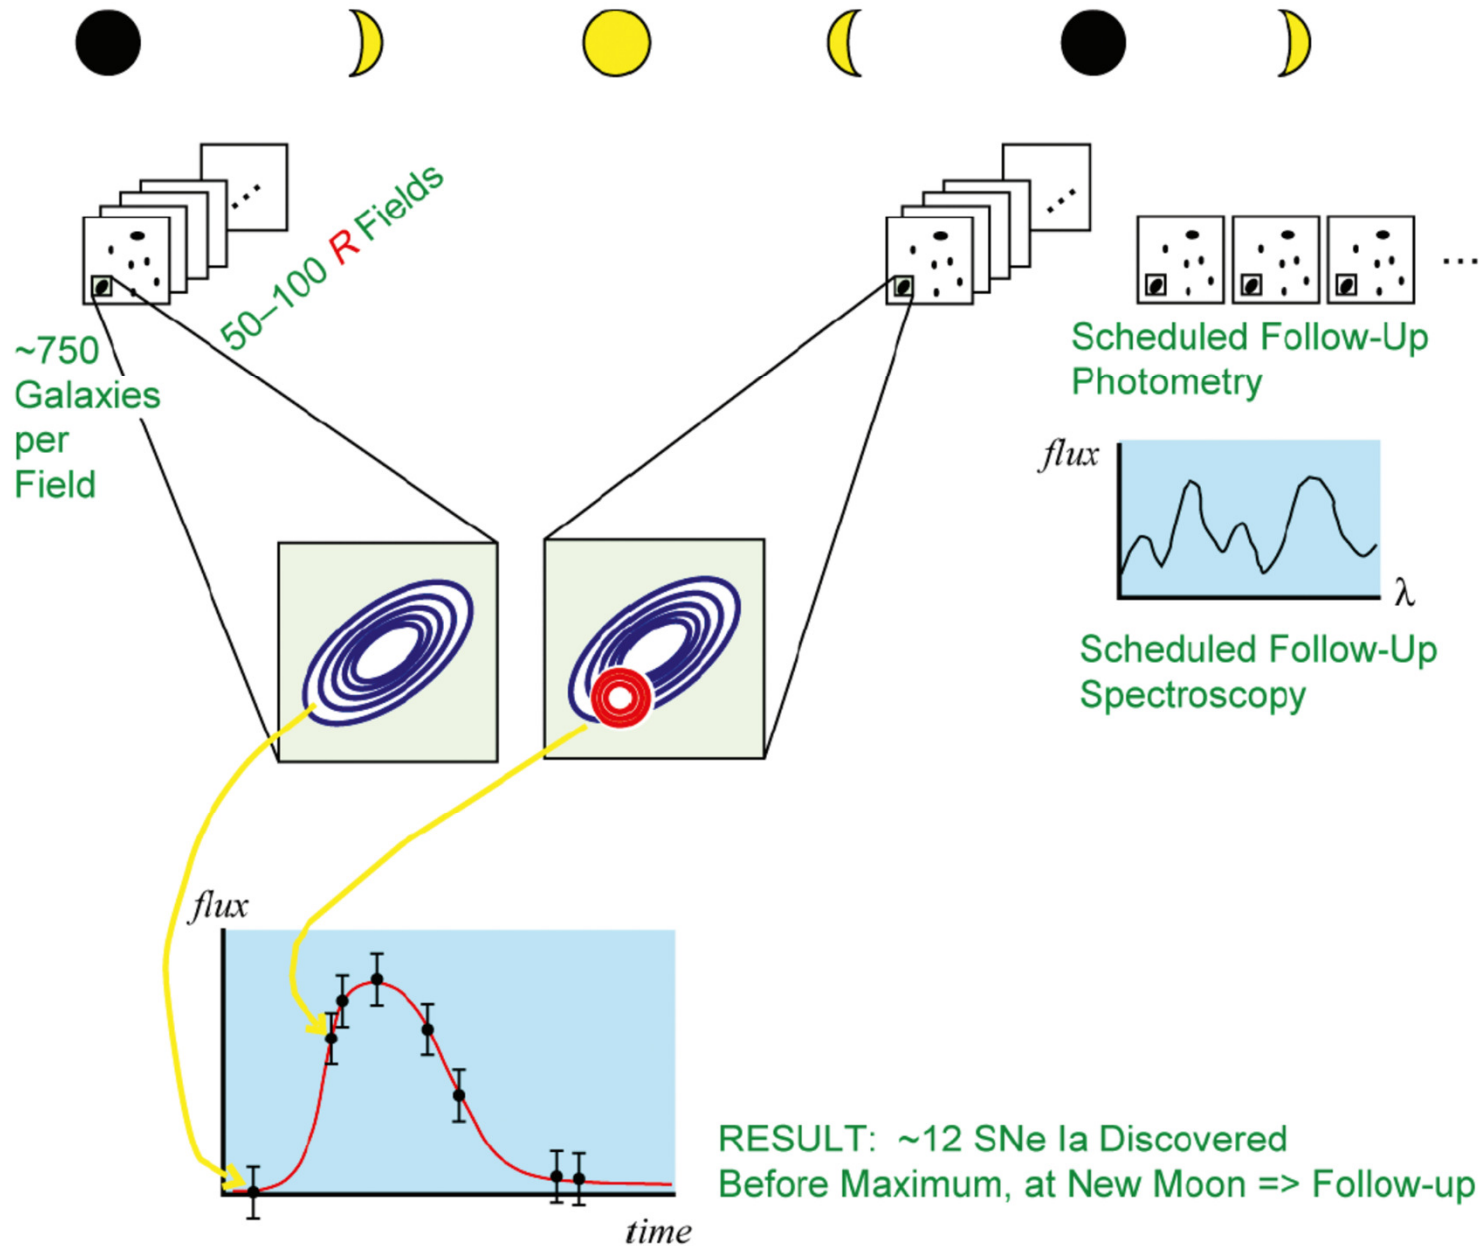 50–100 R Fields
~750
Galaxies
per
Field
...
Scheduled Follow-Up
Photometry
flux
λ
Scheduled Follow-Up
Spectroscopy
flux
time
RESULT: ~12 SNe Ia Discovered
Before Maximum, at New Moon => Follow-up